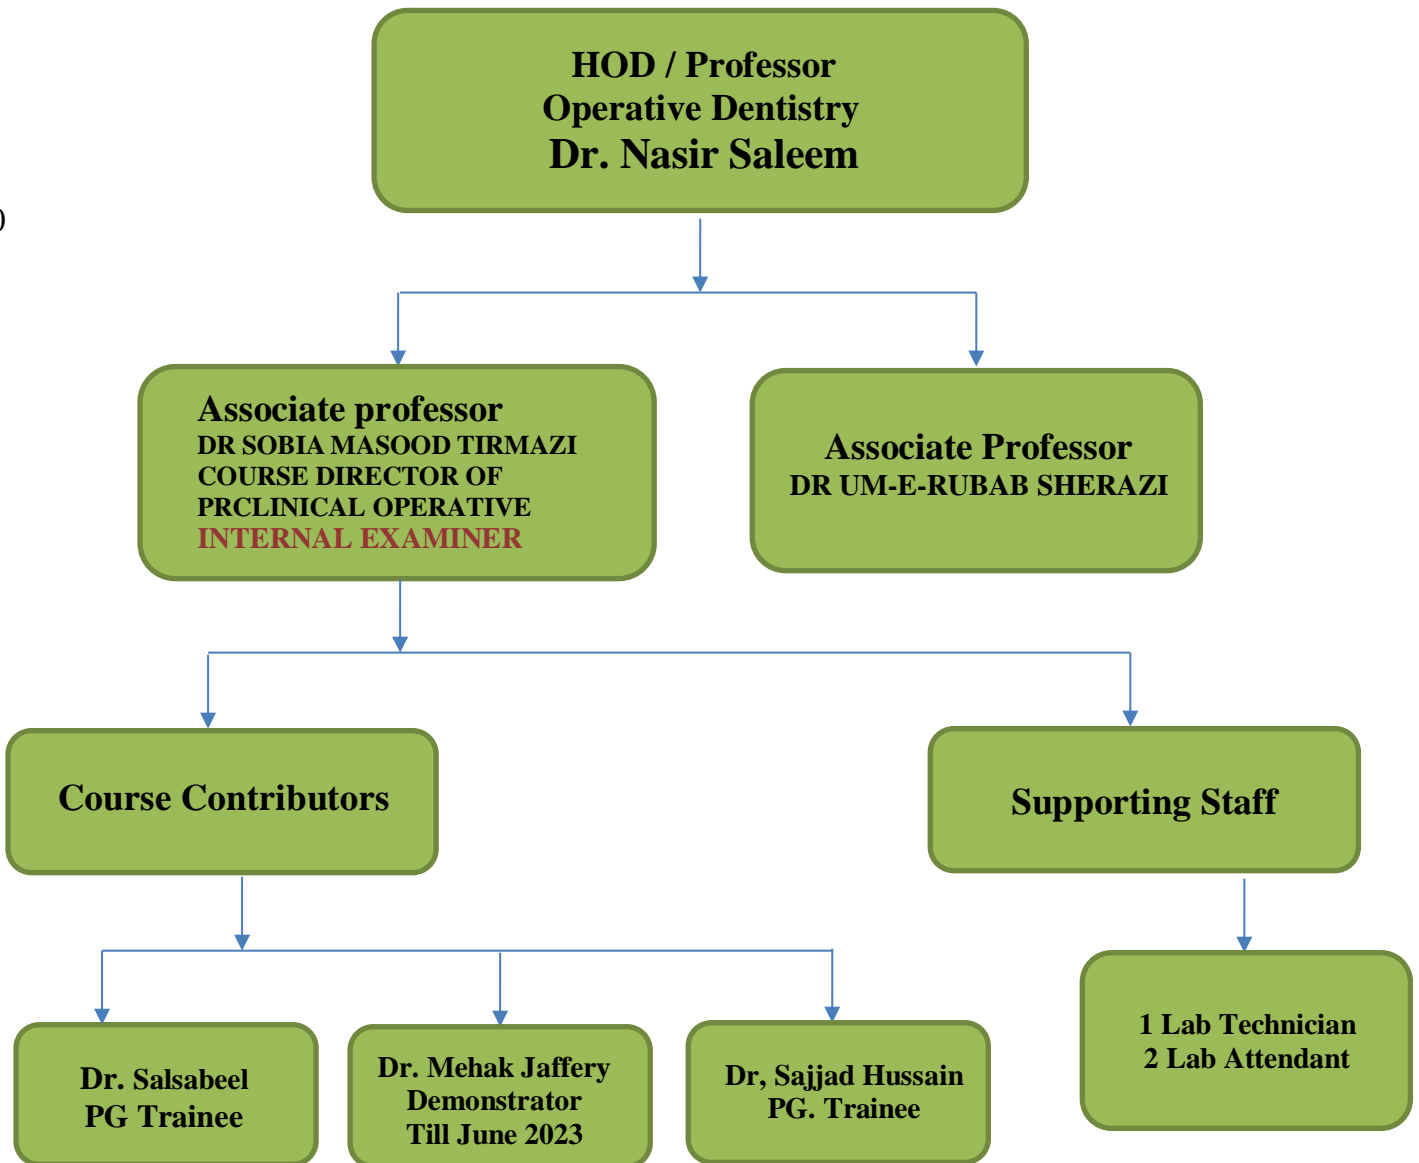 HOD / Professor
Operative Dentistry
Dr. Nasir Saleem
)
Associate professor
DR SOBIA MASOOD TIRMAZI
COURSE DIRECTOR OF
PRCLINICAL OPERATIVE
INTERNAL EXAMINER
Associate Professor
DR UM-E-RUBAB SHERAZI
Course Contributors
Supporting Staff
Dr. Salsabeel
PG Trainee
Dr. Mehak Jaffery
Demonstrator
Till June 2023
Dr, Sajjad Hussain
PG. Trainee
1 Lab Technician
2 Lab Attendant